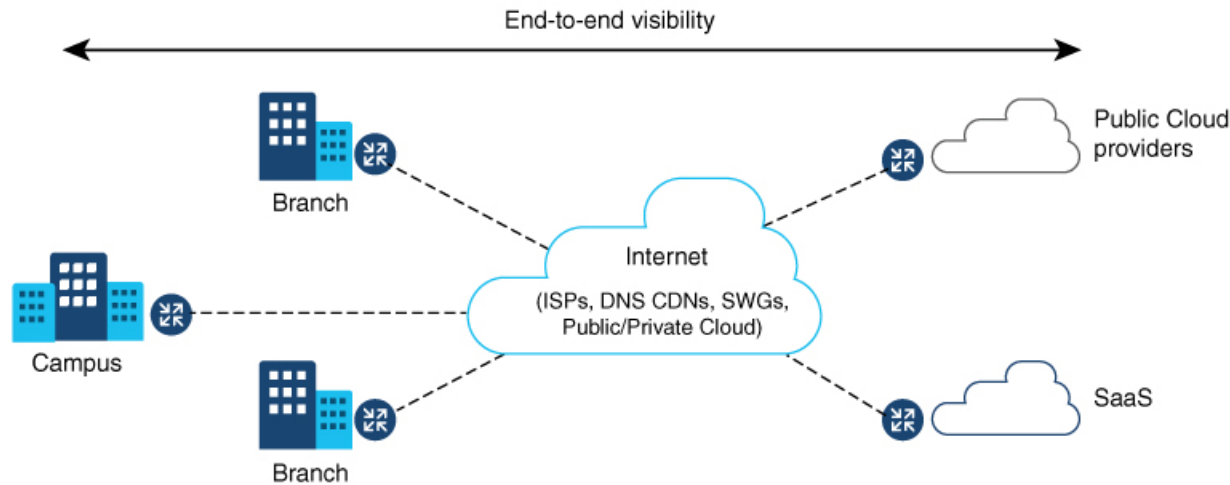 End-to-end visibility
Branch
Public Cloud
providers
Internet
(ISPs, DNS CDNs, SWGs,
Public/Private Cloud)
Campus
Branch
SaaS